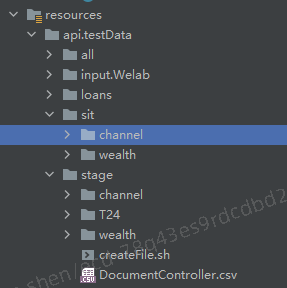 resources
api.testData
all
input.Welab
loans
sit
channel
wealth
stage
channel
T24
wealth
createFile.sh
DocumentController.csv